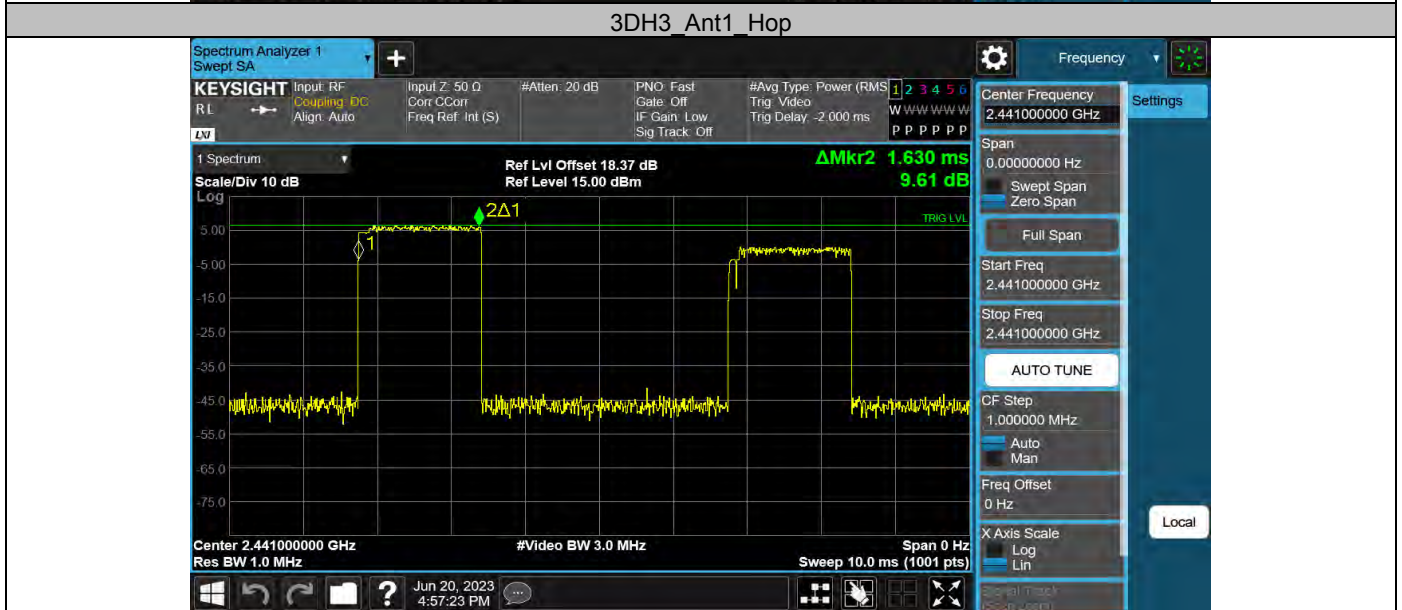 3DH3_Ant1_Hop
Spectrum Analyzer 1
Swept SA
+
Frequency
KEYSIGHT
RL
LXI
Input: RF
Coupling: DC
Align: Auto
Input Z: 50 Ω
Corr CCorr
Freq Ref: Int (S)
#Atten: 20 dB
PNO: Fast
Gate: Off
IF Gain: Low
Sig Track: Off
#Avg Type: Power (RMS
Trig: Video
Trig Delay: -2.000 ms
1 2 3 4 5 6
W W W W W W
P P P P P P
1 Spectrum
Scale/Div 10 dB
Log
Ref Lvl Offset 18.37 dB
Ref Level 15.00 dBm
ΔMkr2 1.630 ms
9.61 dB
2Δ1
1
TRIG LVL
5.00
-5.00
-15.0
-25.0
-35.0
-45.0
-55.0
-65.0
-75.0
Center 2.441000000 GHz
Res BW 1.0 MHz
#Video BW 3.0 MHz
Span 0 Hz
Sweep 10.0 ms (1001 pts)
Center Frequency
2.441000000 GHz
Settings
Span
0.00000000 Hz
Swept Span
Zero Span
Full Span
Start Freq
2.441000000 GHz
Stop Freq
2.441000000 GHz
AUTO TUNE
CF Step
1.000000 MHz
Auto
Man
Freq Offset
0 Hz
X Axis Scale
Log
Lin
Local
?
Jun 20, 2023
4:57:23 PM